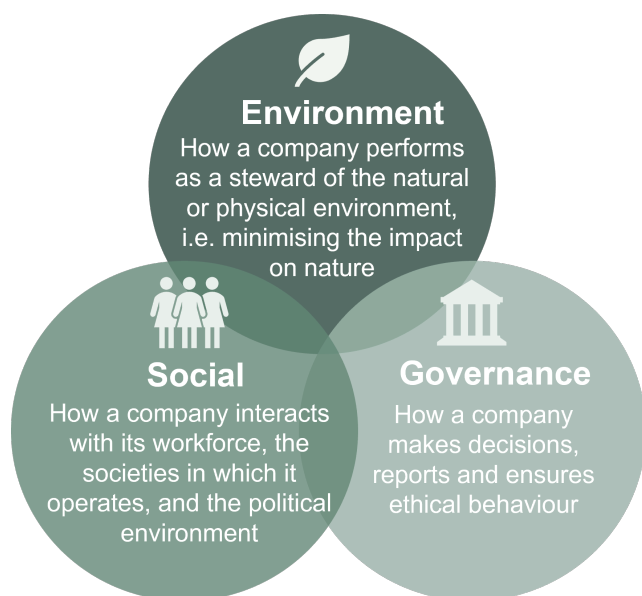 Environment
How a company performs
as a steward of the natural
or physical environment,
i.e. minimising the impact
on nature
Social
How a company interacts
with its workforce, the
societies in which it
operates, and the political
environment
Governance
How a company
makes decisions,
reports and ensures
ethical behaviour